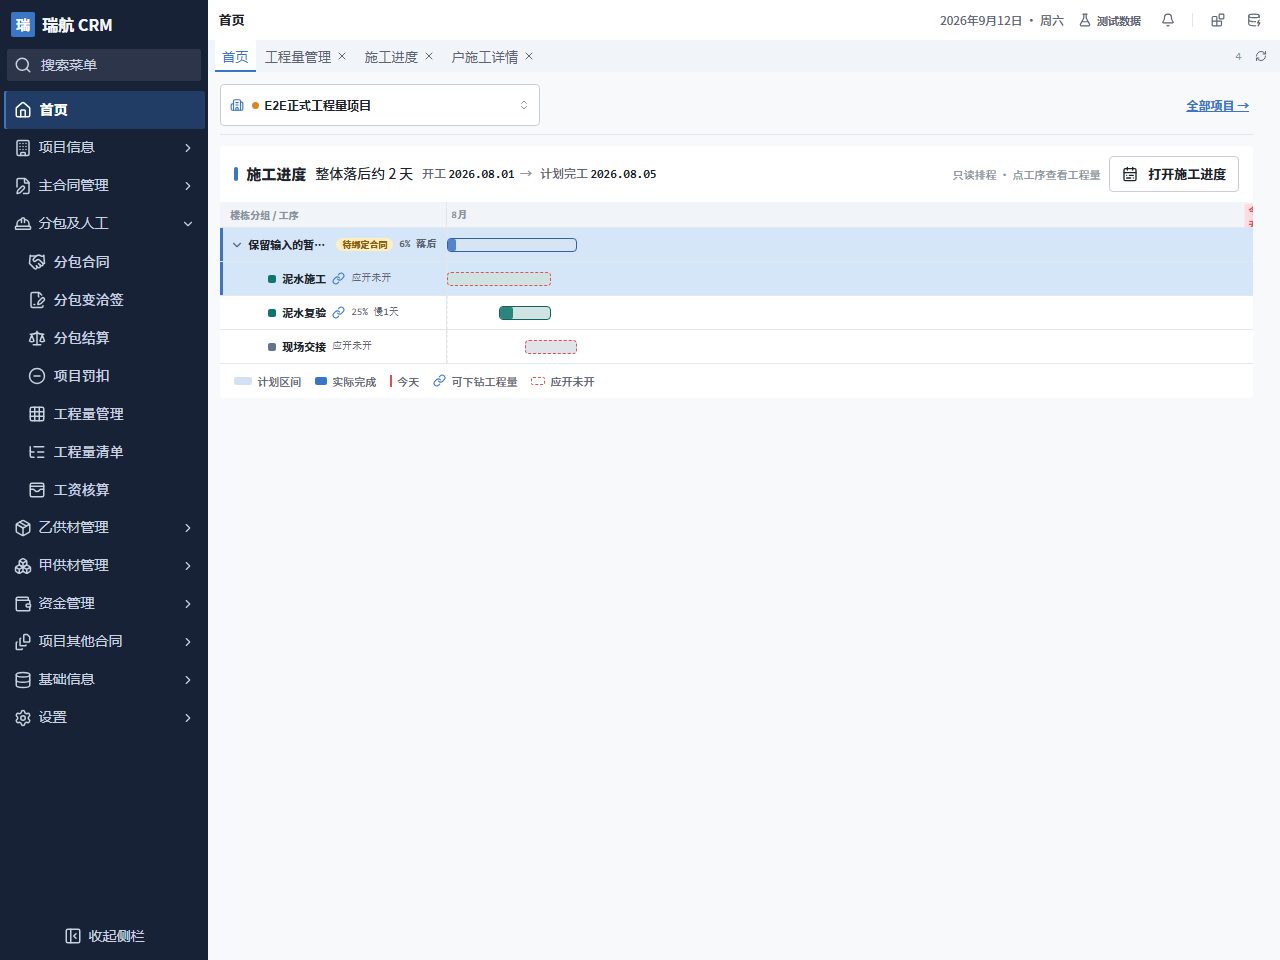 瑞 瑞航 CRM
搜索菜单
首页
项目信息
主合同管理
分包及人工
分包合同
分包变洽签
分包结算
项目罚扣
工程量管理
工程量清单
工资核算
乙供材管理
甲供材管理
资金管理
项目其他合同
基础信息
设置
收起侧栏
首页
2026年9月12日 · 周六 测试数据
首页 工程量管理 施工进度 户施工详情 4
E2E正式工程量项目
全部项目 →
施工进度 整体落后约 2 天 开工 2026.08.01 → 计划完工 2026.08.05
只读排程 · 点工序查看工程量 打开施工进度
楼栋分组 / 工序 8月 今天
保留输入的暂… 待绑定合同 6% 落后
泥水施工 应开未开
泥水复验 25% 慢1天
现场交接 应开未开
计划区间 实际完成 今天 可下钻工程量 应开未开